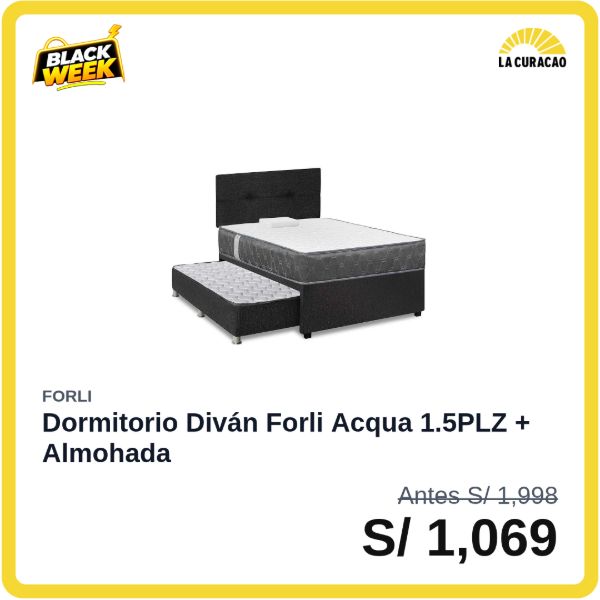 BLACK
WEEK
LA CURACAO
FORLI
Dormitorio Diván Forli Acqua 1.5PLZ +
Almohada
Antes S/ 1,998
S/ 1,069